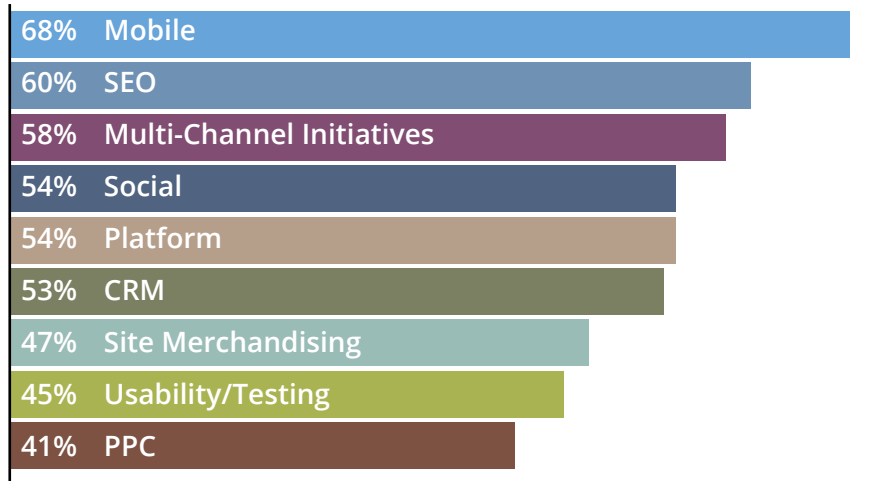 68% Mobile
60% SEO
58% Multi-Channel Initiatives
54% Social
54% Platform
53% CRM
47% Site Merchandising
45% Usability/Testing
41% PPC